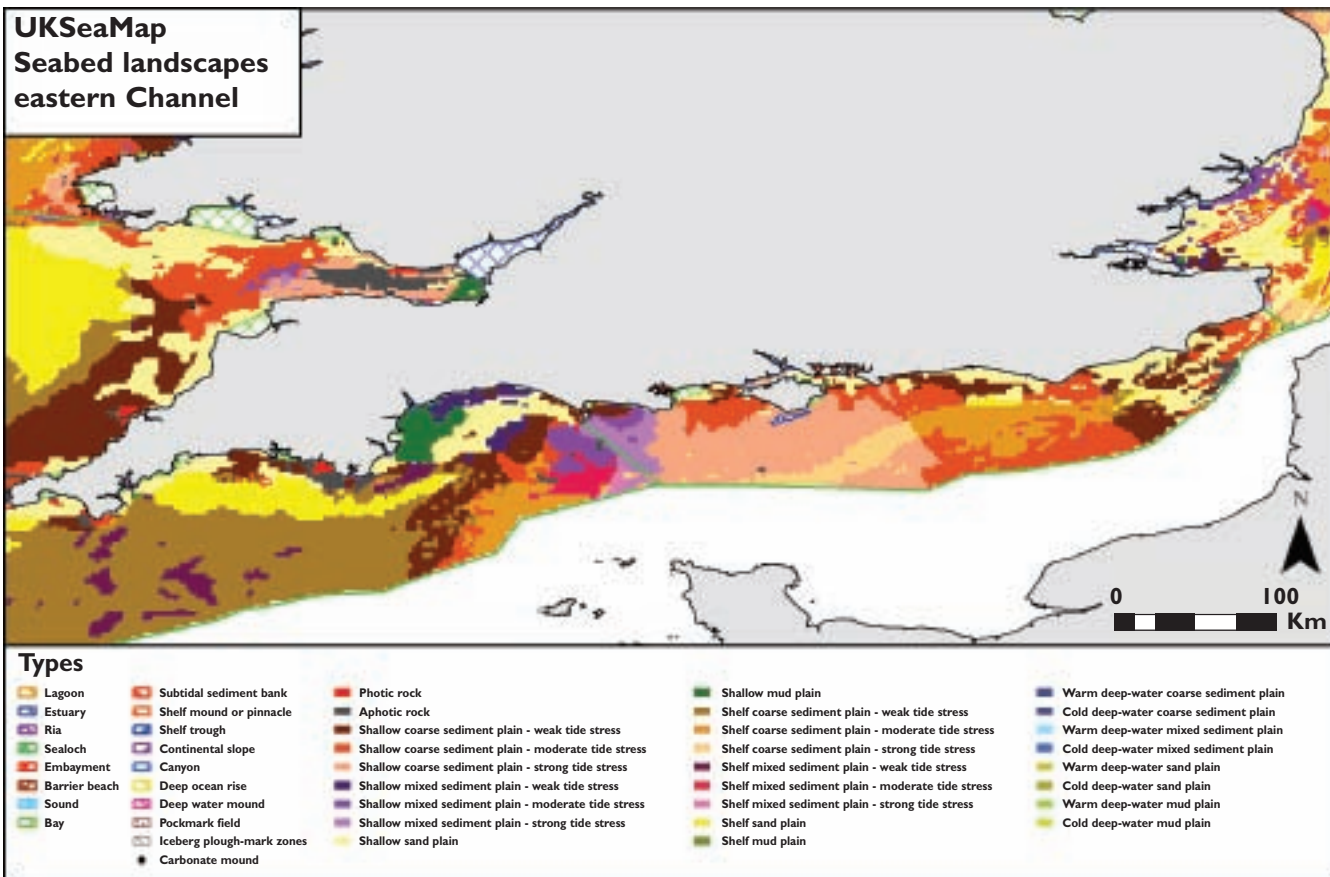 UKSeaMap
Seabed landscapes
eastern Channel
N
0 100
Km
Types
Lagoon
Estuary
Ria
Sealoch
Embayment
Barrier beach
Sound
Bay
Subtidal sediment bank
Shelf mound or pinnacle
Shelf trough
Continental slope
Canyon
Deep ocean rise
Deep water mound
Pockmark field
Iceberg plough-mark zones
Carbonate mound
Photic rock
Aphotic rock
Shallow coarse sediment plain - weak tide stress
Shallow coarse sediment plain - moderate tide stress
Shallow coarse sediment plain - strong tide stress
Shallow mixed sediment plain - weak tide stress
Shallow mixed sediment plain - moderate tide stress
Shallow mixed sediment plain - strong tide stress
Shallow sand plain
Shallow mud plain
Shelf coarse sediment plain - weak tide stress
Shelf coarse sediment plain - moderate tide stress
Shelf coarse sediment plain - strong tide stress
Shelf mixed sediment plain - weak tide stress
Shelf mixed sediment plain - moderate tide stress
Shelf mixed sediment plain - strong tide stress
Shelf sand plain
Shelf mud plain
Warm deep-water coarse sediment plain
Cold deep-water coarse sediment plain
Warm deep-water mixed sediment plain
Cold deep-water mixed sediment plain
Warm deep-water sand plain
Cold deep-water sand plain
Warm deep-water mud plain
Cold deep-water mud plain